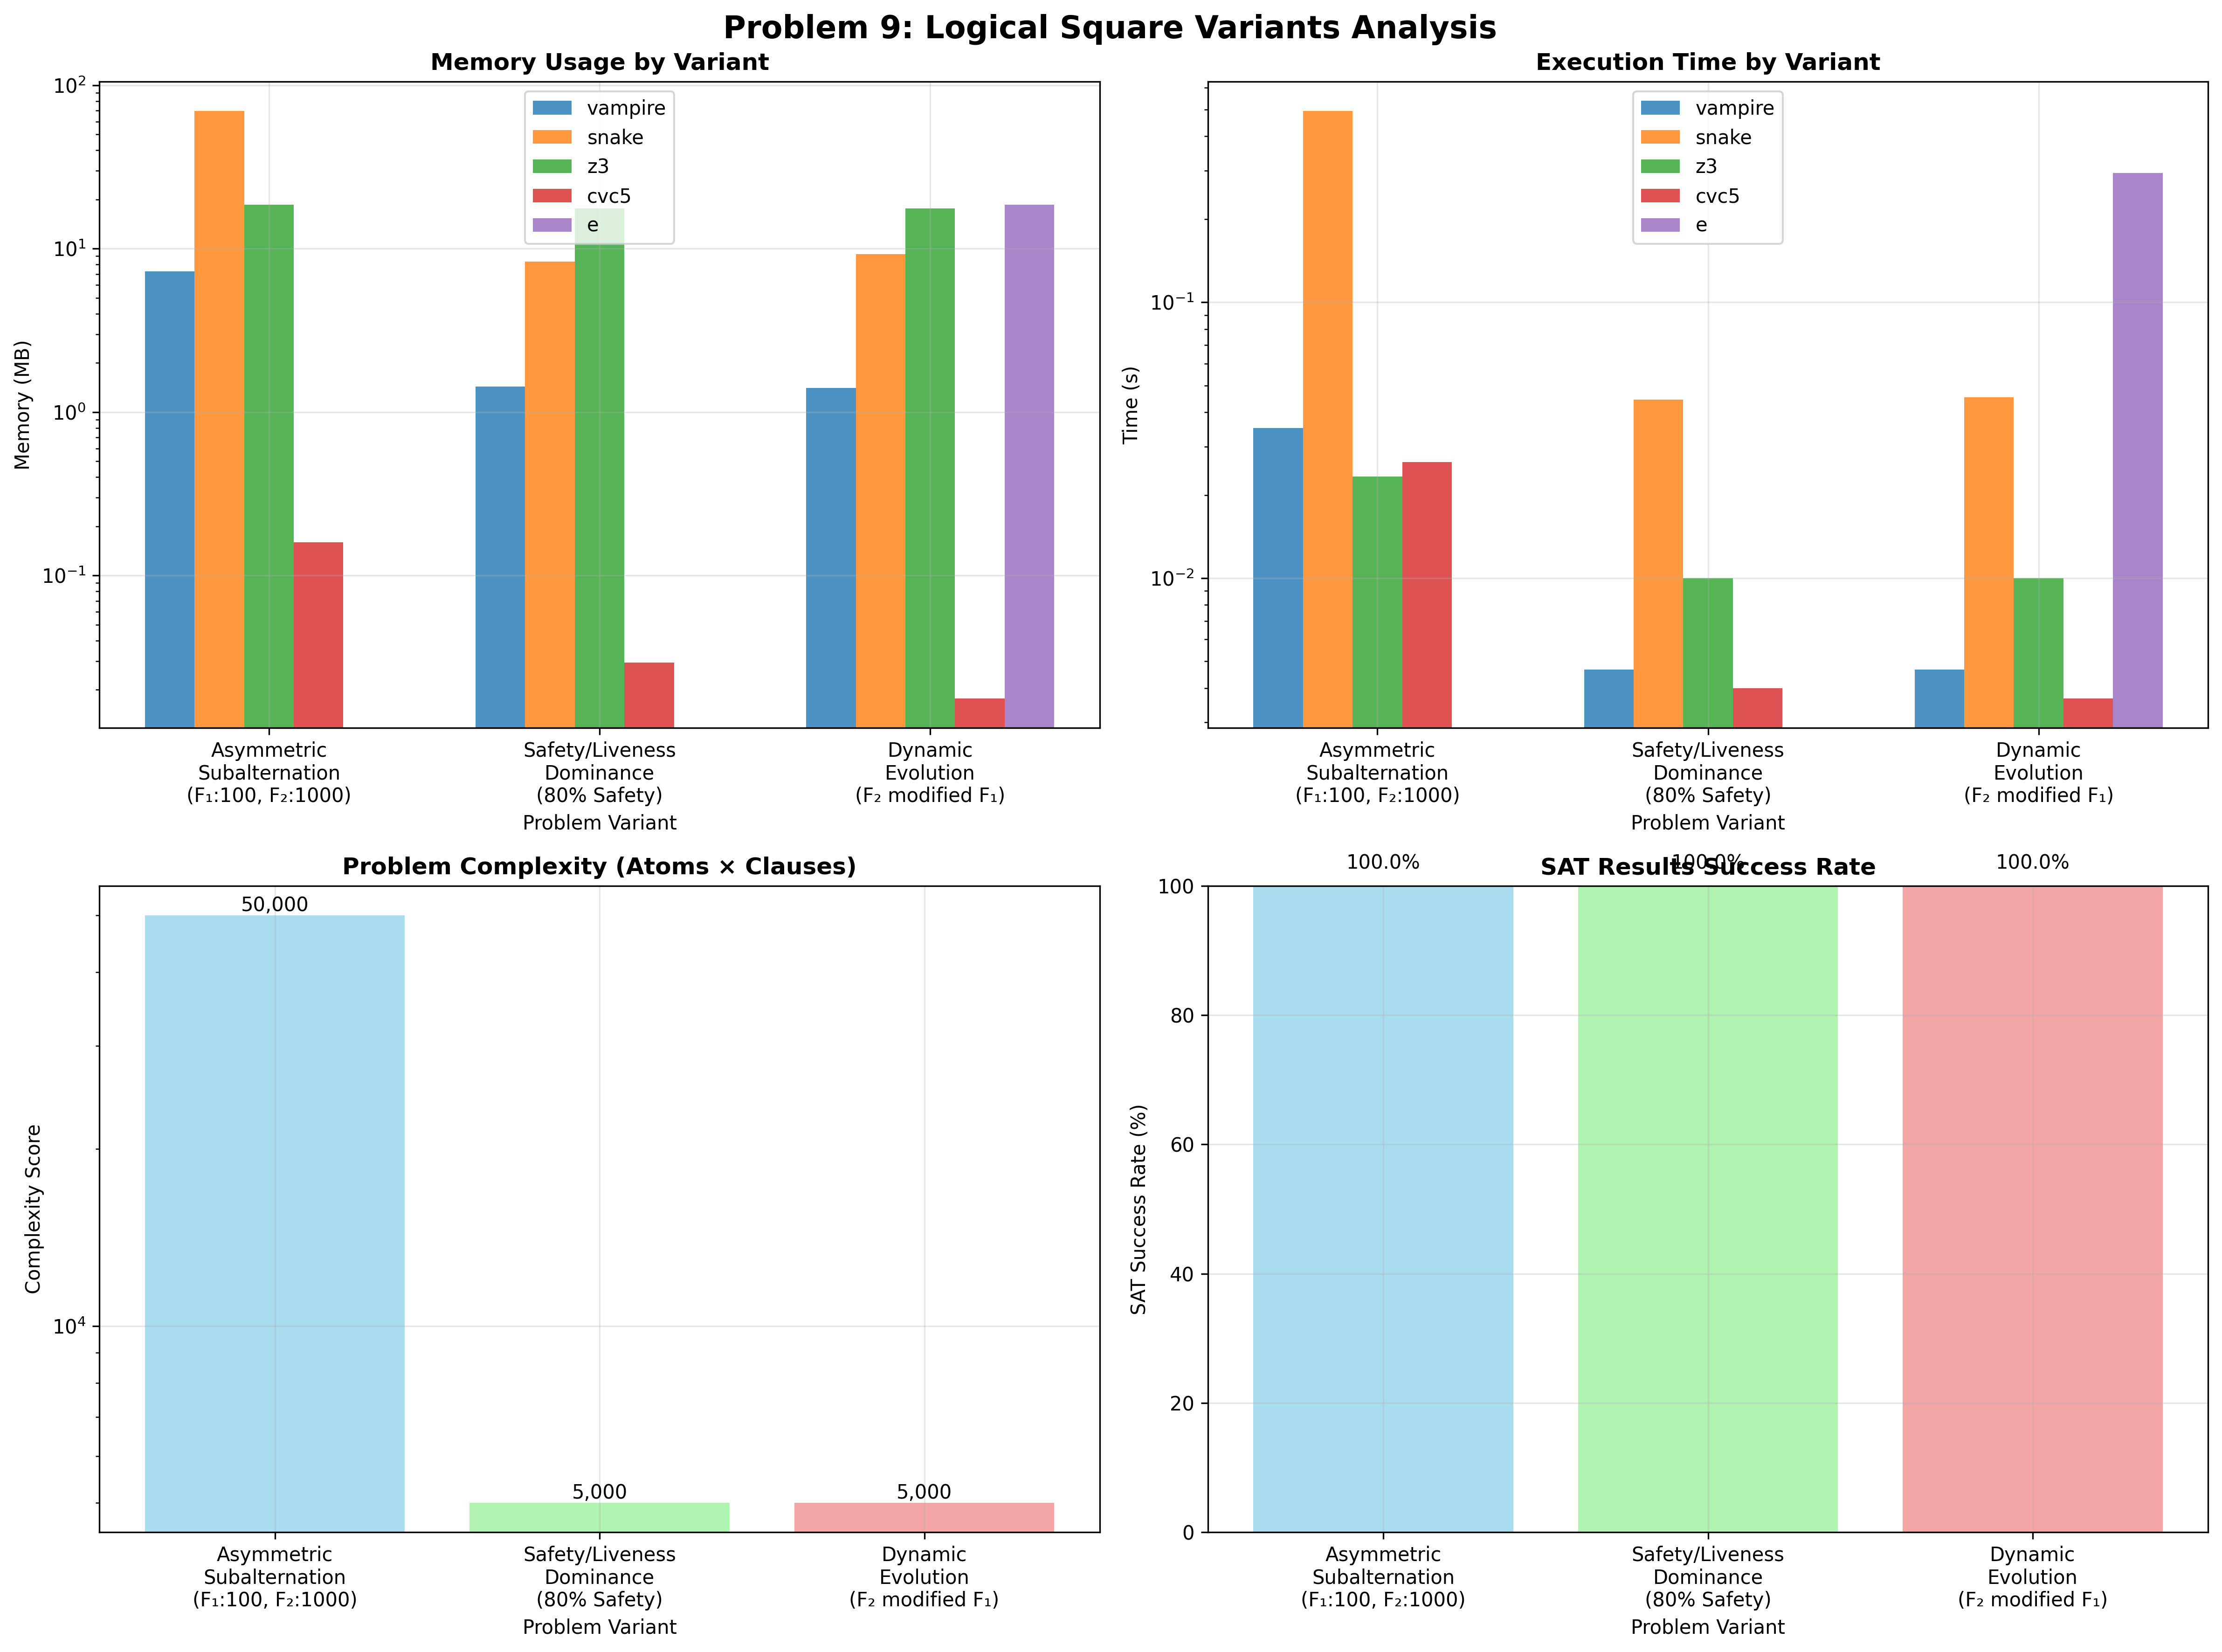 Problem 9: Logical Square Variants Analysis
Memory Usage by Variant
10²
10¹
10⁰
10⁻¹
Memory (MB)
vampire
snake
z3
cvc5
e
Asymmetric
Subalternation
(F₁:100, F₂:1000)
Safety/Liveness
Dominance
(80% Safety)
Dynamic
Evolution
(F₂ modified F₁)
Problem Variant
Execution Time by Variant
10⁻¹
10⁻²
Time (s)
vampire
snake
z3
cvc5
e
Asymmetric
Subalternation
(F₁:100, F₂:1000)
Safety/Liveness
Dominance
(80% Safety)
Dynamic
Evolution
(F₂ modified F₁)
Problem Variant
Problem Complexity (Atoms × Clauses)
10⁴
Complexity Score
50,000
5,000
5,000
Asymmetric
Subalternation
(F₁:100, F₂:1000)
Safety/Liveness
Dominance
(80% Safety)
Dynamic
Evolution
(F₂ modified F₁)
Problem Variant
SAT Results Success Rate
100.0%
100.0%
100.0%
100
80
60
40
20
0
SAT Success Rate (%)
Asymmetric
Subalternation
(F₁:100, F₂:1000)
Safety/Liveness
Dominance
(80% Safety)
Dynamic
Evolution
(F₂ modified F₁)
Problem Variant